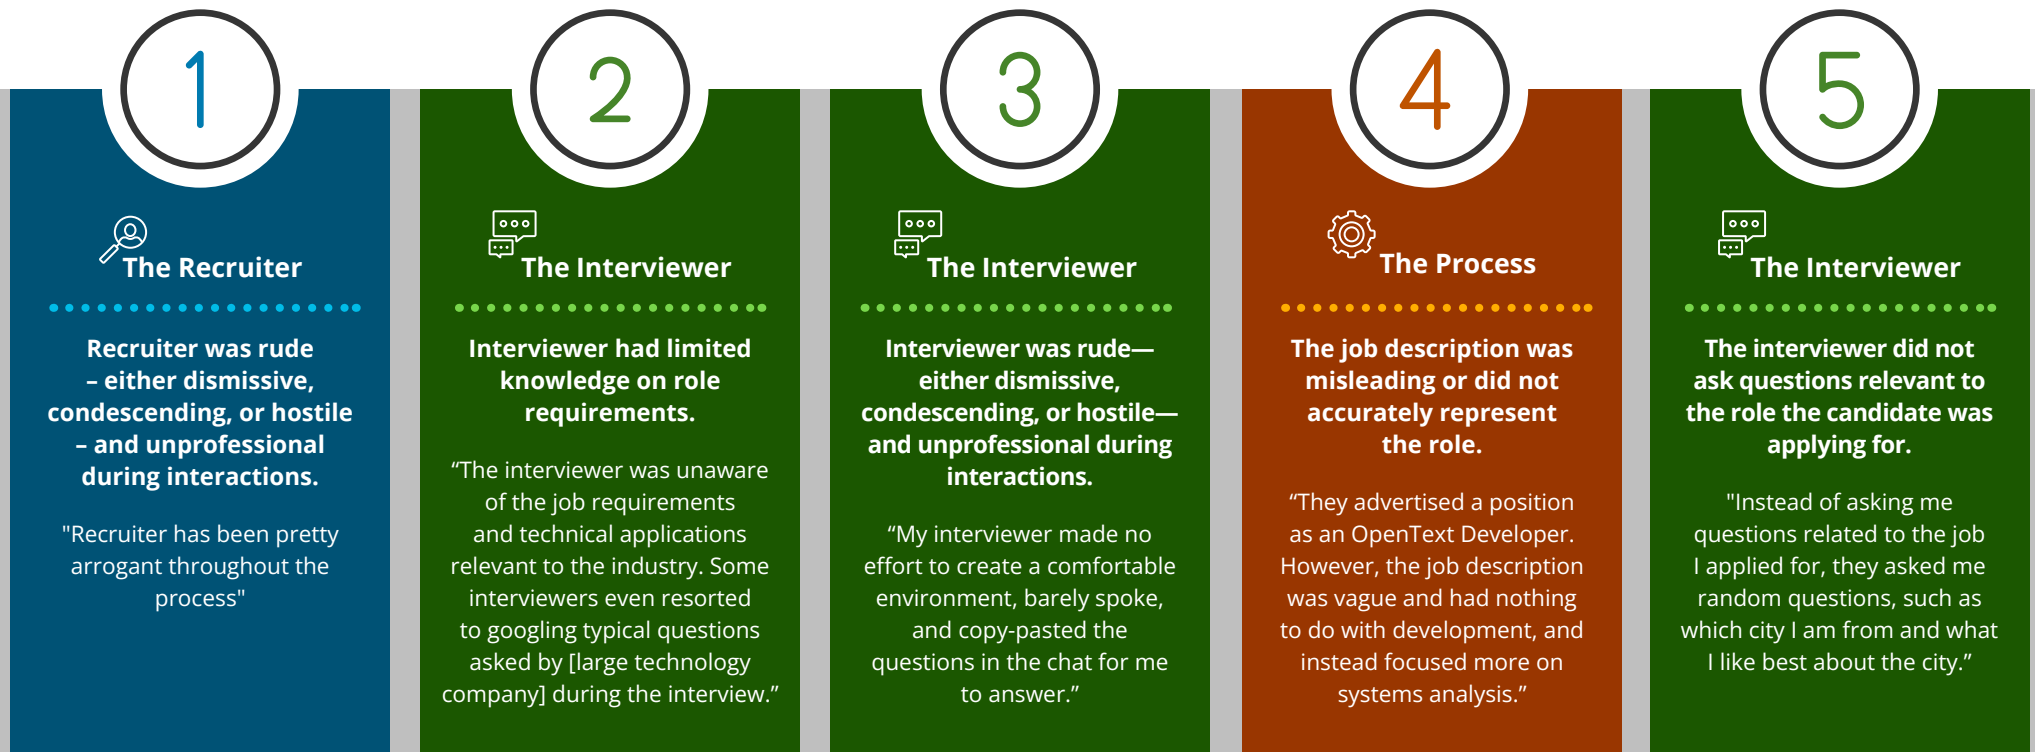 1
The Recruiter
Recruiter was rude
– either dismissive,
condescending, or hostile
– and unprofessional
during interactions.
"Recruiter has been pretty
arrogant throughout the
process"
2
The Interviewer
Interviewer had limited
knowledge on role
requirements.
“The interviewer was unaware
of the job requirements
and technical applications
relevant to the industry. Some
interviewers even resorted
to googling typical questions
asked by [large technology
company] during the interview.”
3
The Interviewer
Interviewer was rude—
either dismissive,
condescending, or hostile—
and unprofessional during
interactions.
“My interviewer made no
effort to create a comfortable
environment, barely spoke,
and copy-pasted the
questions in the chat for me
to answer.”
4
The Process
The job description was
misleading or did not
accurately represent
the role.
“They advertised a position
as an OpenText Developer.
However, the job description
was vague and had nothing
to do with development, and
instead focused more on
systems analysis.”
5
The Interviewer
The interviewer did not
ask questions relevant to
the role the candidate was
applying for.
"Instead of asking me
questions related to the job
I applied for, they asked me
random questions, such as
which city I am from and what
I like best about the city.”